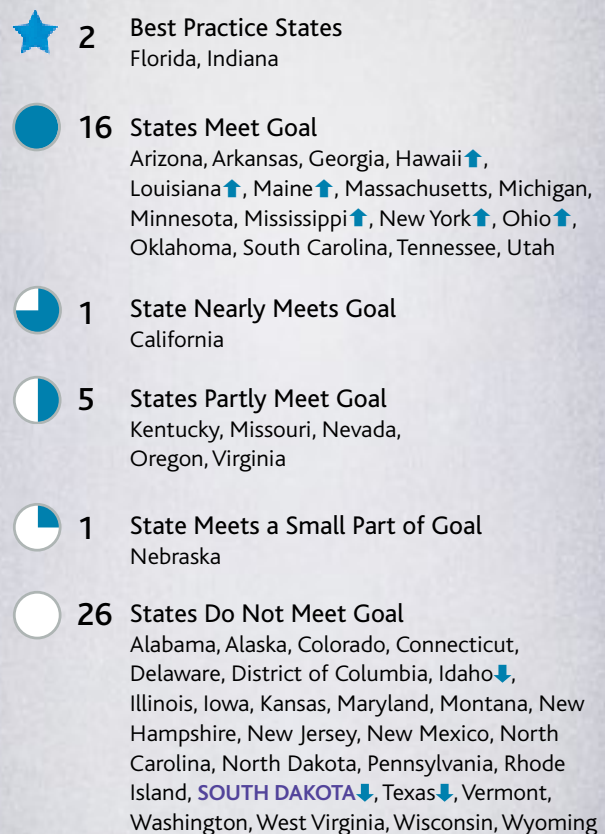 2 Best Practice States
Florida, Indiana
16 States Meet Goal
Arizona, Arkansas, Georgia, Hawaii⬆,
Louisiana⬆, Maine⬆, Massachusetts, Michigan,
Minnesota, Mississippi⬆, New York⬆, Ohio⬆,
Oklahoma, South Carolina, Tennessee, Utah
1 State Nearly Meets Goal
California
5 States Partly Meet Goal
Kentucky, Missouri, Nevada,
Oregon, Virginia
1 State Meets a Small Part of Goal
Nebraska
26 States Do Not Meet Goal
Alabama, Alaska, Colorado, Connecticut,
Delaware, District of Columbia, Idaho⬇,
Illinois, Iowa, Kansas, Maryland, Montana, New
Hampshire, New Jersey, New Mexico, North
Carolina, North Dakota, Pennsylvania, Rhode
Island, SOUTH DAKOTA⬇, Texas⬇, Vermont,
Washington, West Virginia, Wisconsin, Wyoming